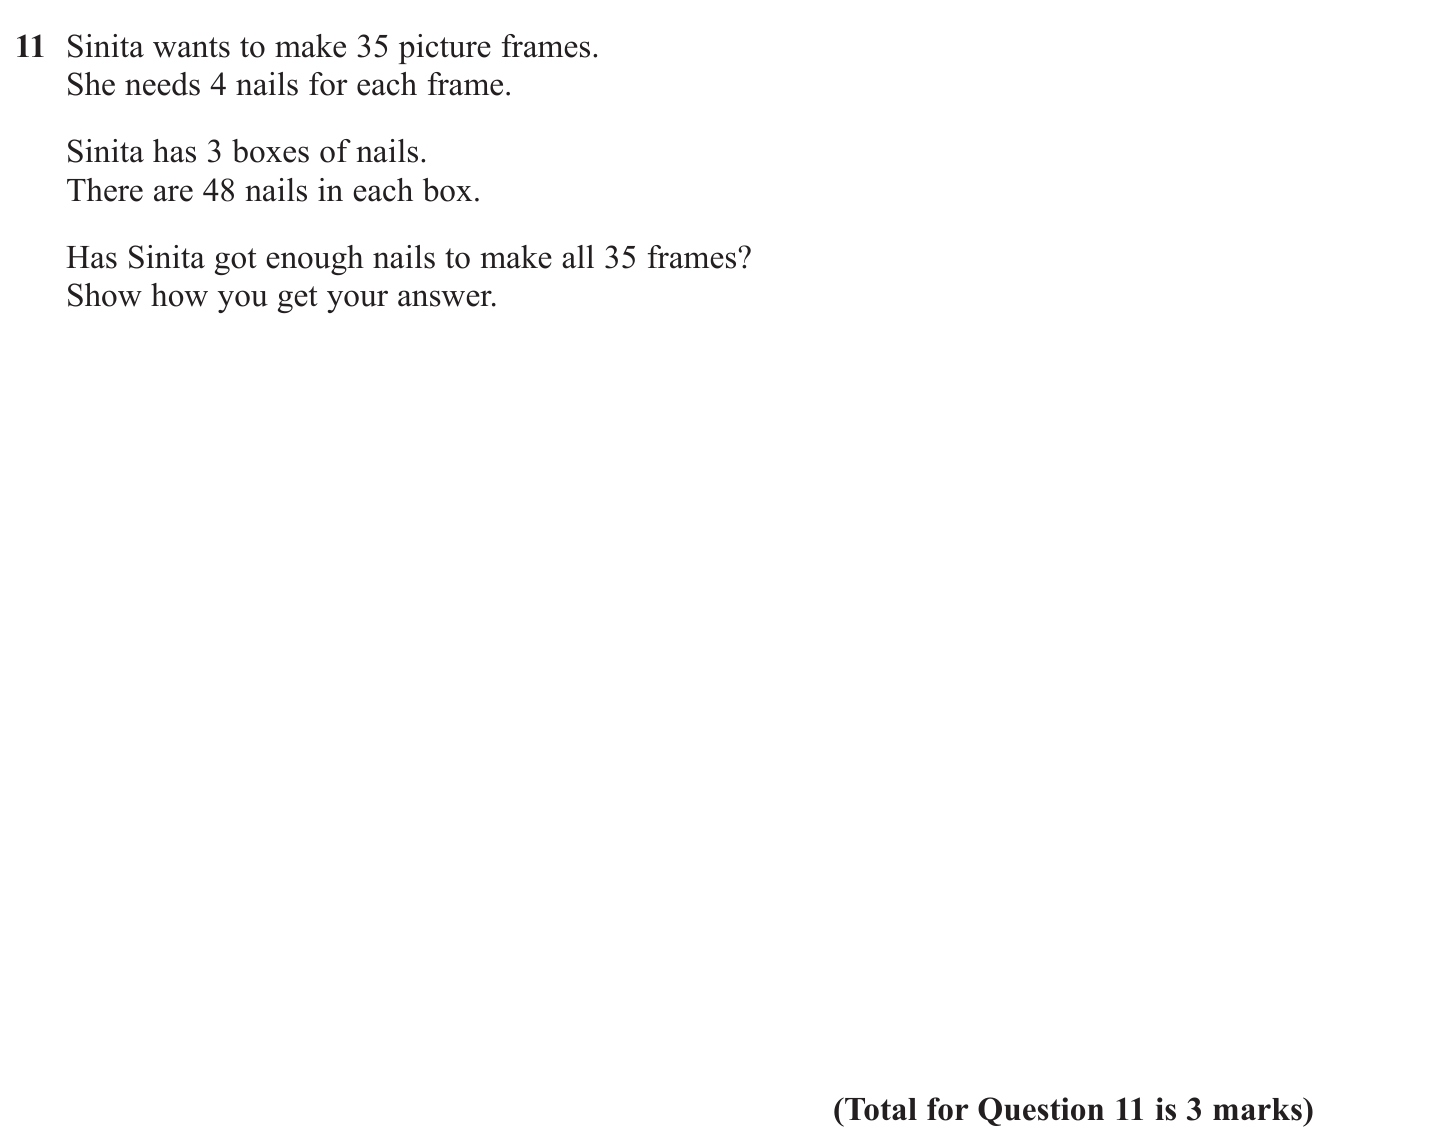 11 Sinita wants to make 35 picture frames.
She needs 4 nails for each frame.
Sinita has 3 boxes of nails.
There are 48 nails in each box.
Has Sinita got enough nails to make all 35 frames?
Show how you get your answer.
(Total for Question 11 is 3 marks)